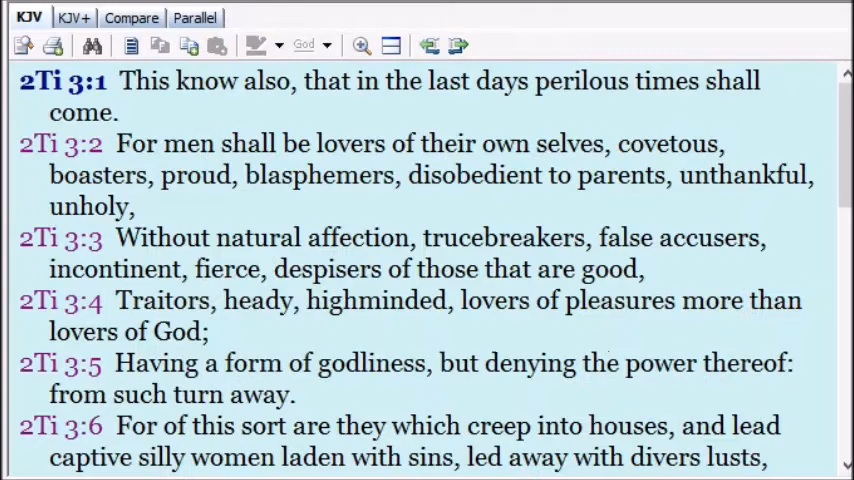 KJV KJV+ Compare Parallel
God
2Ti 3:1 This know also, that in the last days perilous times shall
come.
2Ti 3:2 For men shall be lovers of their own selves, covetous,
boasters, proud, blasphemers, disobedient to parents, unthankful,
unholy,
2Ti 3:3 Without natural affection, trucebreakers, false accusers,
incontinent, fierce, despisers of those that are good,
2Ti 3:4 Traitors, heady, highminded, lovers of pleasures more than
lovers of God;
2Ti 3:5 Having a form of godliness, but denying the power thereof:
from such turn away.
2Ti 3:6 For of this sort are they which creep into houses, and lead
captive silly women laden with sins, led away with divers lusts,